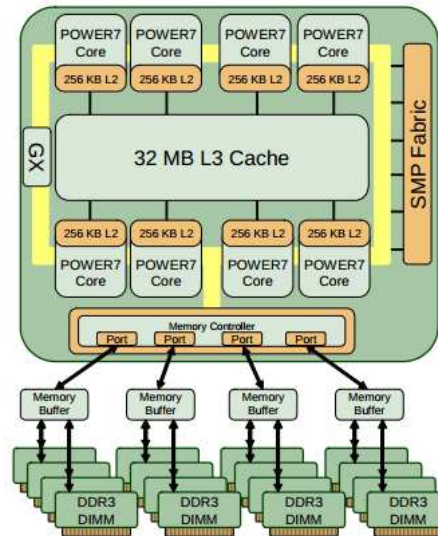 POWER7
Core
POWER7
Core
POWER7
Core
POWER7
Core
256 KB L2
256 KB L2
256 KB L2
256 KB L2
GX
32 MB L3 Cache
SMP Fabric
256 KB L2
256 KB L2
256 KB L2
256 KB L2
POWER7
Core
POWER7
Core
POWER7
Core
POWER7
Core
Memory Controller
Port
Port
Port
Port
Memory
Buffer
Memory
Buffer
Memory
Buffer
Memory
Buffer
DDR3
DIMM
DDR3
DIMM
DDR3
DIMM
DDR3
DIMM